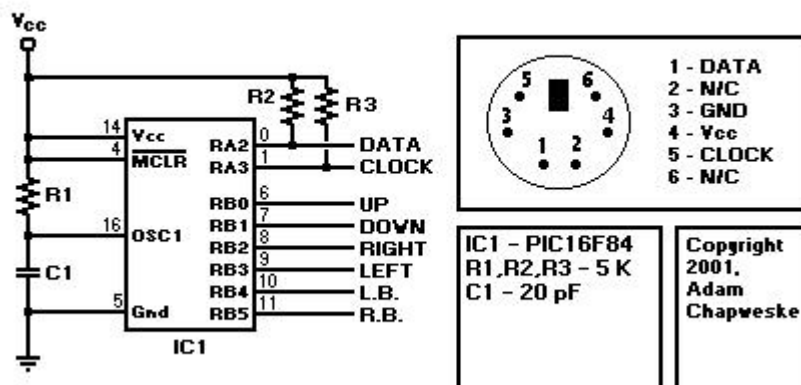 Vcc
R2
R3
14
Vcc
0
RA2
DATA
4
MCLR
1
RA3
CLOCK
R1
6
RB0
UP
7
RB1
DOWN
16
OSC1
8
RB2
RIGHT
9
RB3
LEFT
C1
10
RB4
L.B.
5
Gnd
11
RB5
R.B.
IC1
5
6
3
4
1
2
1 - DATA
2 - N/C
3 - GND
4 - Vcc
5 - CLOCK
6 - N/C
IC1 - PIC16F84
R1,R2,R3 - 5 K
C1 - 20 pF
Copyright
2001,
Adam
Chapweske